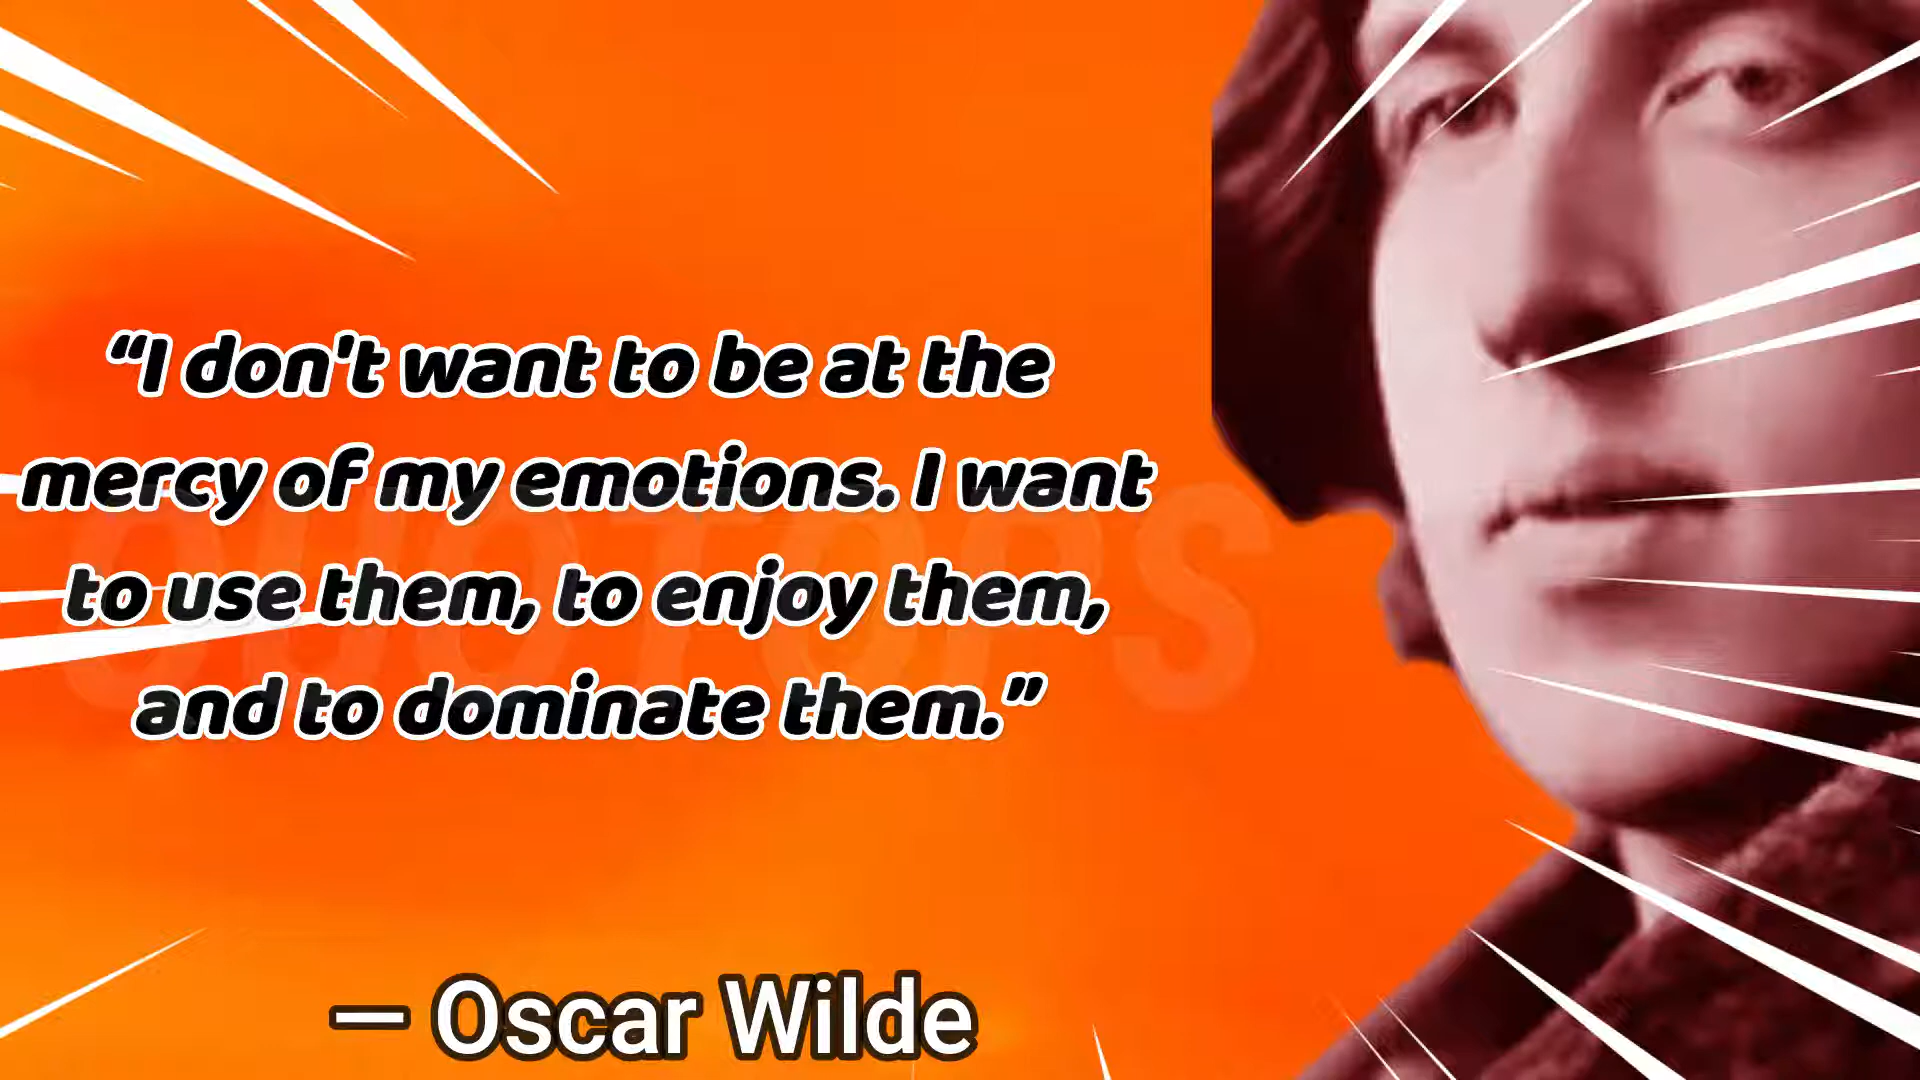 “I don't want to be at the
mercy of my emotions. I want
to use them, to enjoy them,
and to dominate them.”
QUOTOPS
— Oscar Wilde